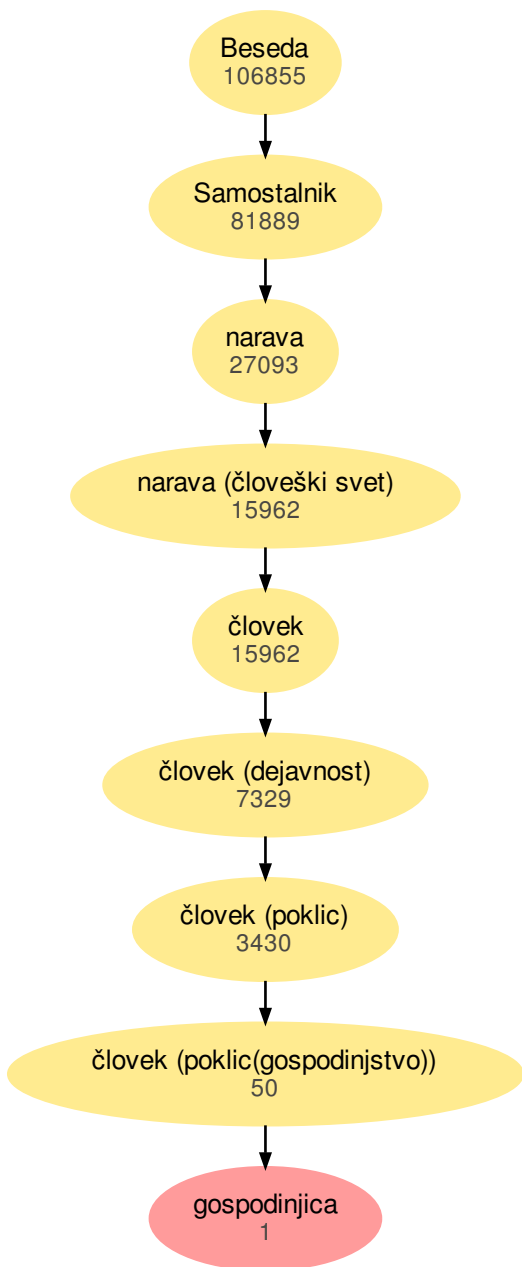 Beseda
106855
Samostalnik
81889
narava
27093
narava (človeški svet)
15962
človek
15962
človek (dejavnost)
7329
človek (poklic)
3430
človek (poklic(gospodinjstvo))
50
gospodinjica
1